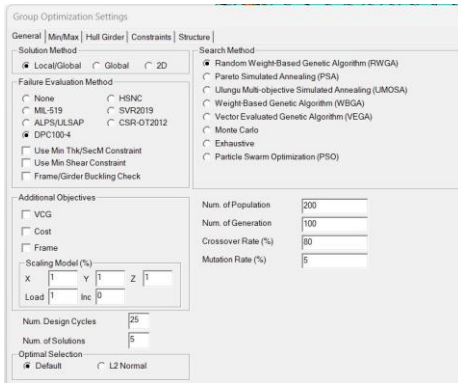 Group Optimization Settings
General Min/Max Hull Girder Constraints Structure
Solution Method
Local/Global Global 2D
Failure Evaluation Method
None HSNC
MIL-519 SVR2019
ALPS/ULSAP CSR-OT2012
DPC100-4
Use Min Thk/SecM Constraint
Use Min Shear Constraint
Frame/Girder Buckling Check
Additional Objectives
VCG
Cost
Frame
Scaling Model (%)
X 1 Y 1 Z 1
Load 1 Inc 0
Num. Design Cycles 25
Num. of Solutions 5
Optimal Selection
Default L2 Normal
Search Method
Random Weight-Based Genetic Algorithm (RWGA)
Pareto Simulated Annealing (PSA)
Ulungu Multi-objective Simulated Annealing (UMOSA)
Weight-Based Genetic Algorithm (WBGA)
Vector Evaluated Genetic Algorithm (VEGA)
Monte Carlo
Exhaustive
Particle Swarm Optimization (PSO)
Num. of Population 200
Num. of Generation 100
Crossover Rate (%) 80
Mutation Rate (%) 5